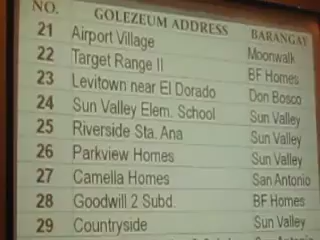 NO. GOLEZEUM ADDRESS BARANGAY
21 Airport Village Moonwalk
22 Target Range II BF Homes
23 Levitown near El Dorado Don Bosco
24 Sun Valley Elem. School Sun Valley
25 Riverside Sta. Ana Sun Valley
26 Parkview Homes Sun Valley
27 Camella Homes San Antonio
28 Goodwill 2 Subd. BF Homes
29 Countryside Sun Valley